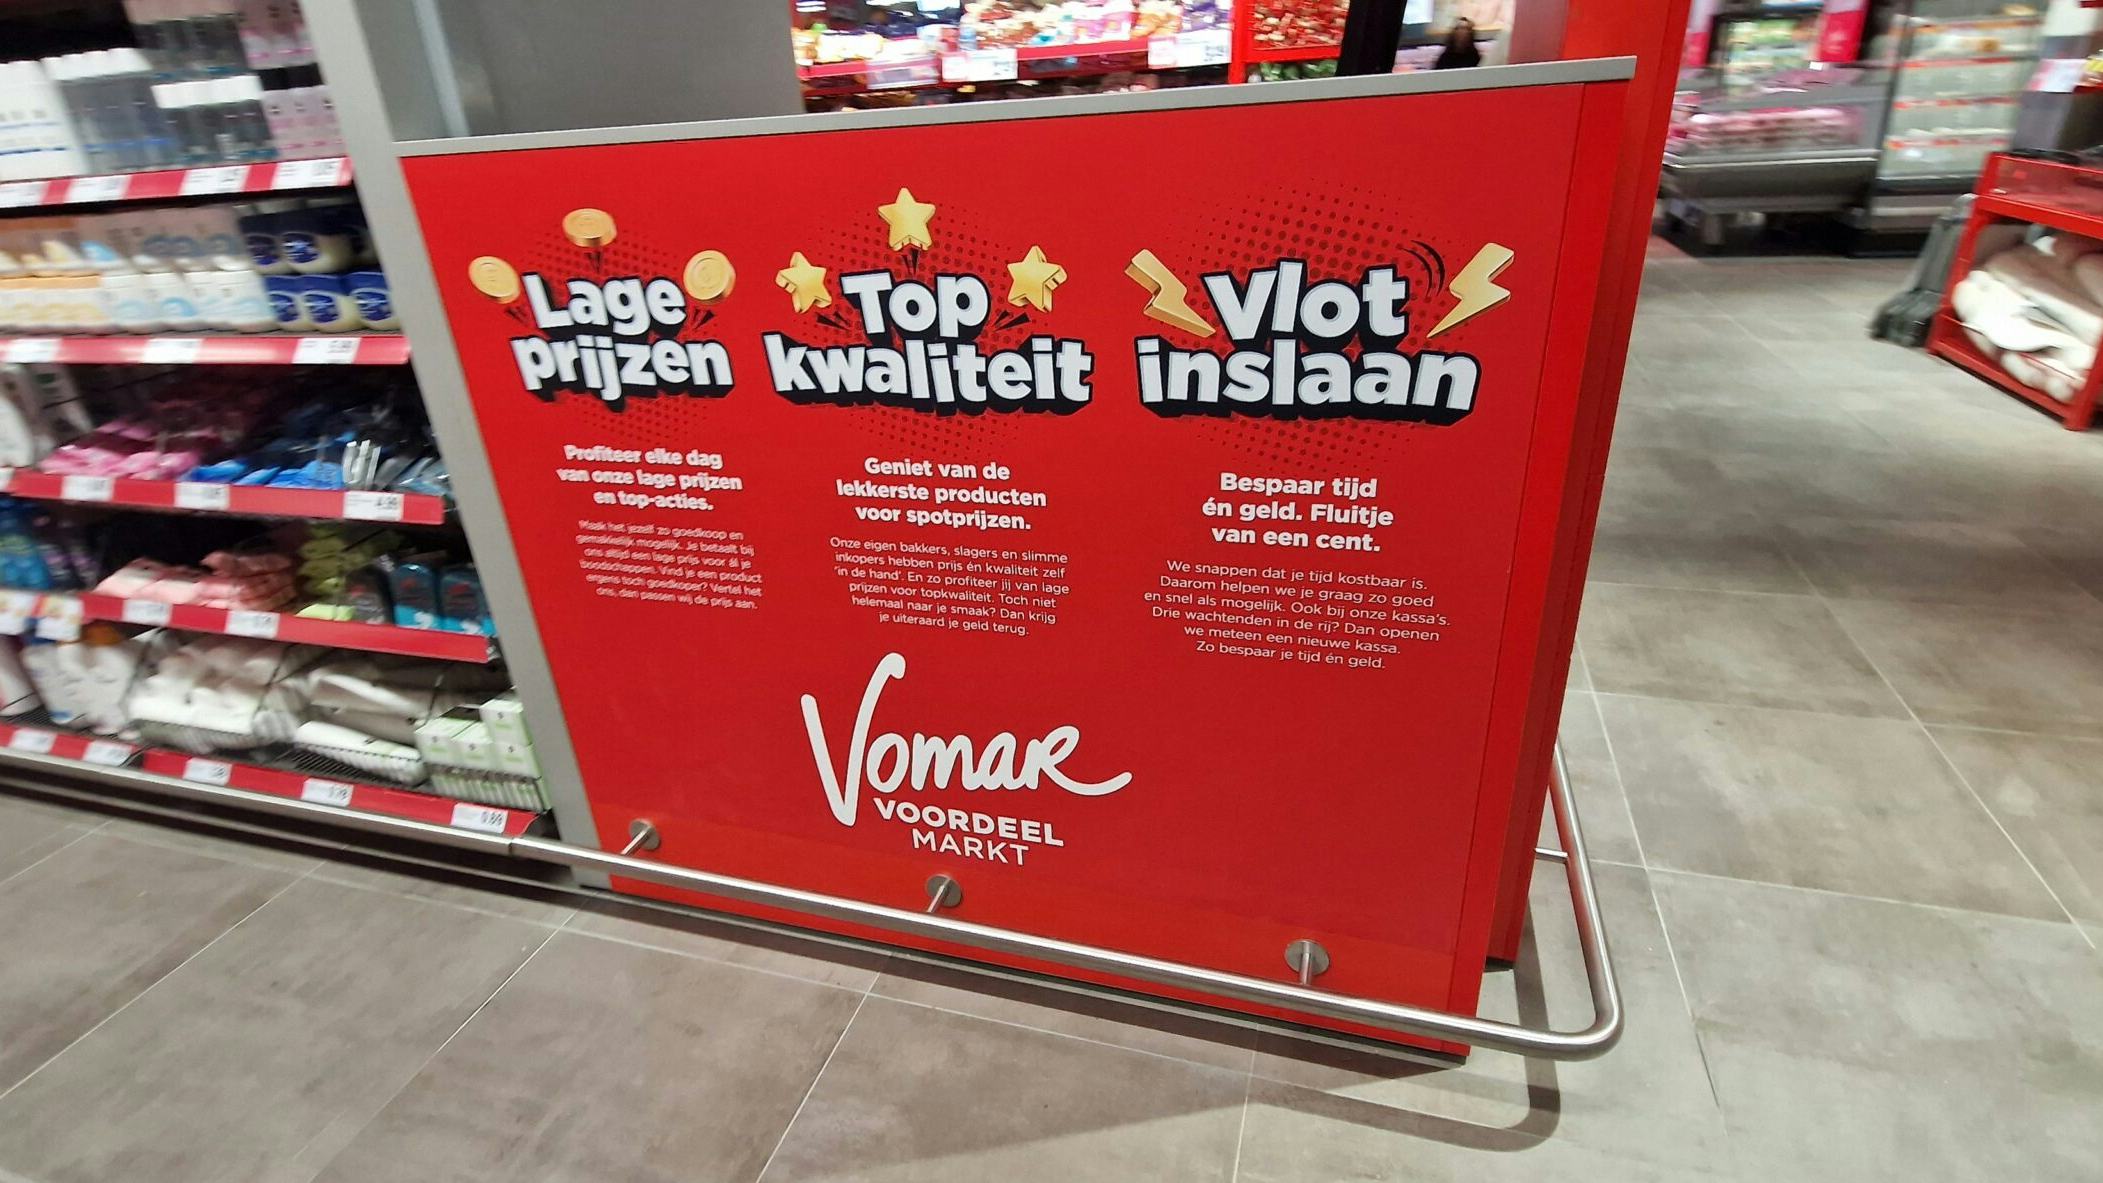 Lage
prijzen
Profiteer elke dag
van onze lage prijzen
en top-acties.
Maak het jezelf zo goedkoop en
gemakkelijk mogelijk. Je betaalt bij
ons altijd een lage prijs voor ál je
boodschappen. Vind je een product
ergens toch goedkoper? Vertel het
ons, dan passen wij de prijs aan.
Top
kwaliteit
Geniet van de
lekkerste producten
voor spotprijzen.
Onze eigen bakkers, slagers en slimme
inkopers hebben prijs én kwaliteit zelf
'in de hand'. En zo profiteer jij van lage
prijzen voor topkwaliteit. Toch niet
helemaal naar je smaak? Dan krijg
je uiteraard je geld terug.
Vlot
inslaan
Bespaar tijd
én geld. Fluitje
van een cent.
We snappen dat je tijd kostbaar is.
Daarom helpen we je graag zo goed
en snel als mogelijk. Ook bij onze kassa's.
Drie wachtenden in de rij? Dan openen
we meteen een nieuwe kassa.
Zo bespaar je tijd én geld.
Vomar
VOORDEEL
MARKT
0.89